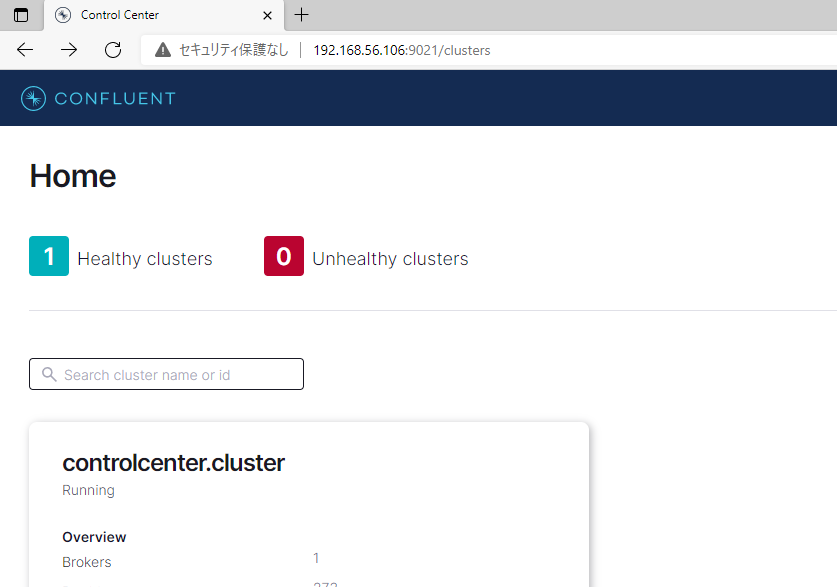 Control Center
セキュリティ保護なし
192.168.56.106:9021/clusters
CONFLUENT
Home
1 Healthy clusters
0 Unhealthy clusters
Search cluster name or id
controlcenter.cluster
Running
Overview
Brokers 1